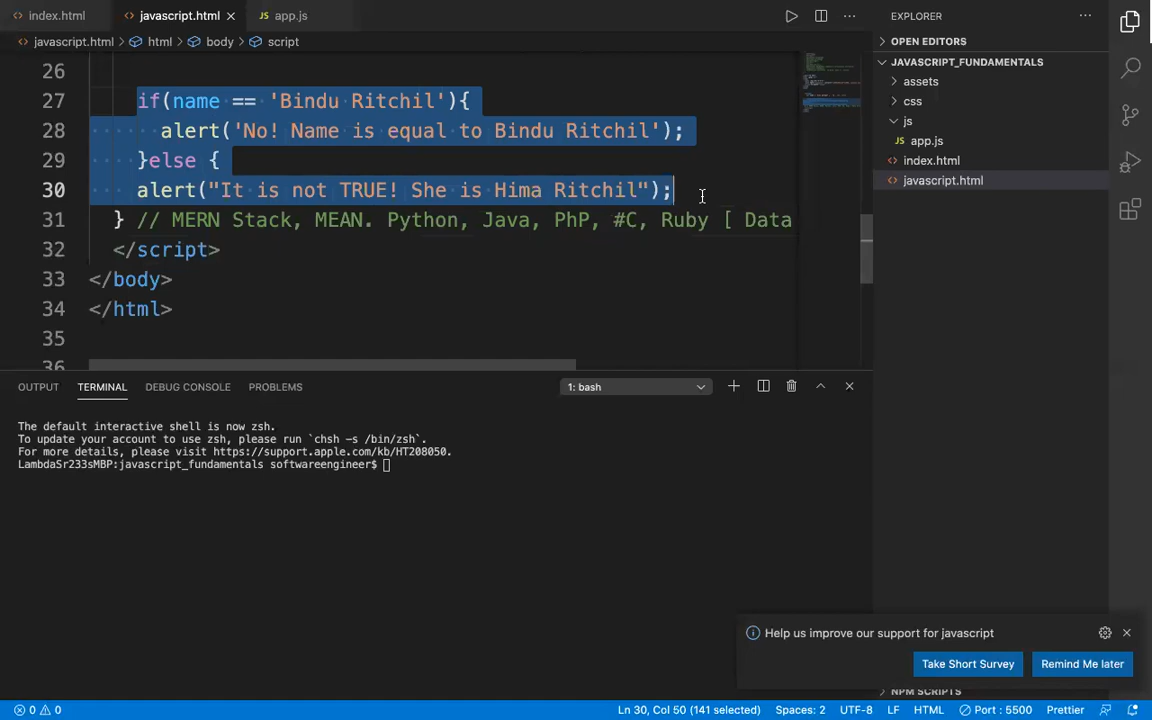 index.html
javascript.html
app.js
EXPLORER
javascript.html > html > body > script
OPEN EDITORS
JAVASCRIPT_FUNDAMENTALS
assets
css
js
app.js
index.html
javascript.html
26
27 if(name == 'Bindu Ritchil'){
28 alert('No! Name is equal to Bindu Ritchil');
29 }else {
30 alert("It is not TRUE! She is Hima Ritchil");
31 } // MERN Stack, MEAN. Python, Java, PhP, #C, Ruby [ Data
32 </script>
33 </body>
34 </html>
35
36
OUTPUT TERMINAL DEBUG CONSOLE PROBLEMS 1: bash
The default interactive shell is now zsh.
To update your account to use zsh, please run `chsh -s /bin/zsh`.
For more details, please visit https://support.apple.com/kb/HT208050.
LambdaSr233sMBP:javascript_fundamentals softwareengineer$
Help us improve our support for javascript
Take Short Survey Remind Me later
NPM SCRIPTS
0 0 Ln 30, Col 50 (141 selected) Spaces: 2 UTF-8 LF HTML Port : 5500 Prettier